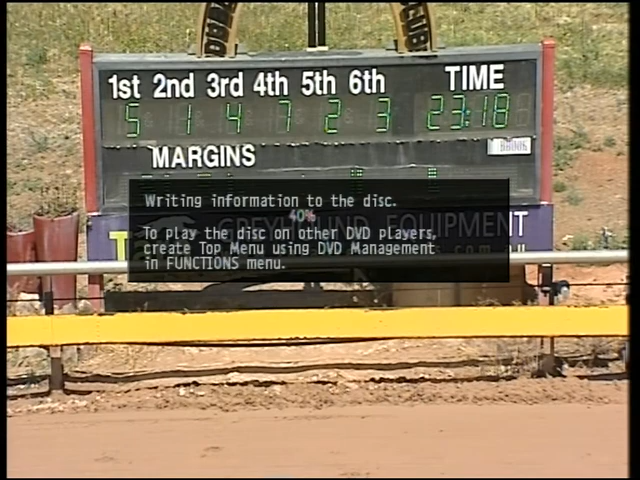 1st 2nd 3rd 4th 5th 6th TIME
5 1 4 7 2 3 23.18
MARGINS
Writing information to the disc.
40%
GREYHOUND EQUIPMENT
To play the disc on other DVD players,
create Top Menu using DVD Management
in FUNCTIONS menu.